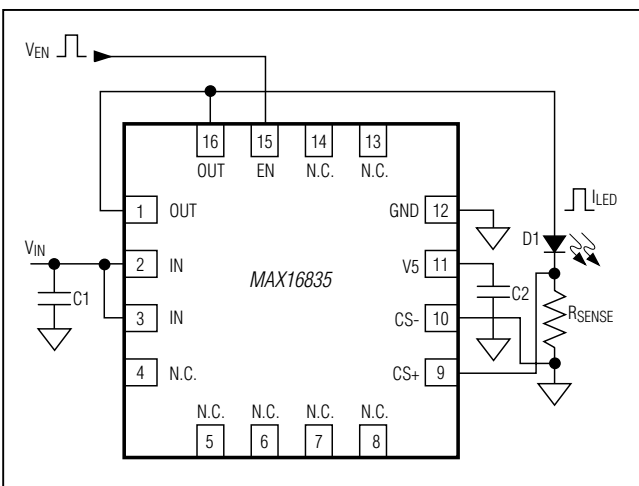 VEN
16 15 14 13
OUT EN N.C. N.C.
1 OUT
GND 12
ILED
D1
VIN
2 IN
MAX16835
V5 11
C1
C2
3 IN
CS- 10
RSENSE
4 N.C.
CS+ 9
N.C. N.C. N.C. N.C.
5 6 7 8